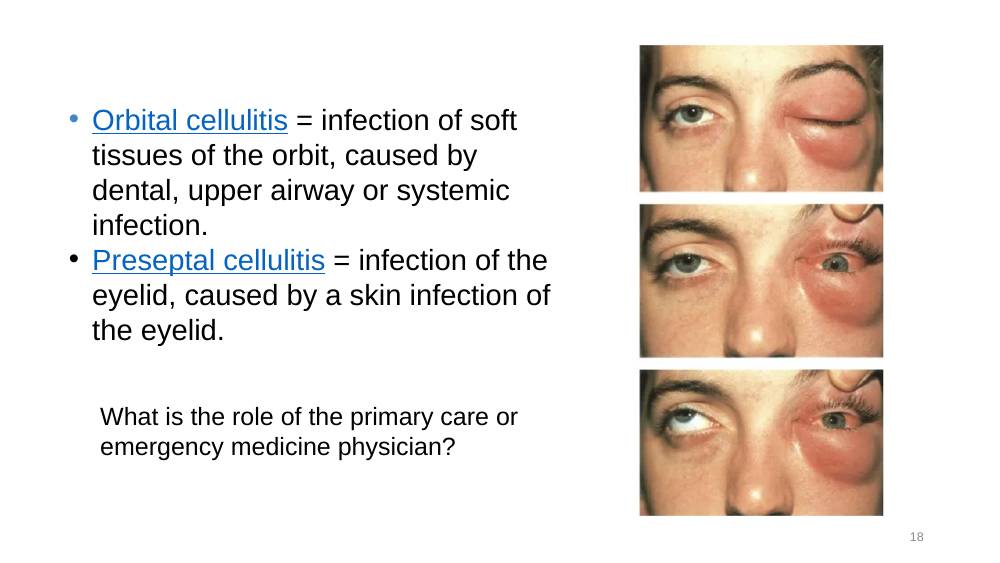 • Orbital cellulitis = infection of soft
tissues of the orbit, caused by
dental, upper airway or systemic
infection.
• Preseptal cellulitis = infection of the
eyelid, caused by a skin infection of
the eyelid.
What is the role of the primary care or
emergency medicine physician?
18